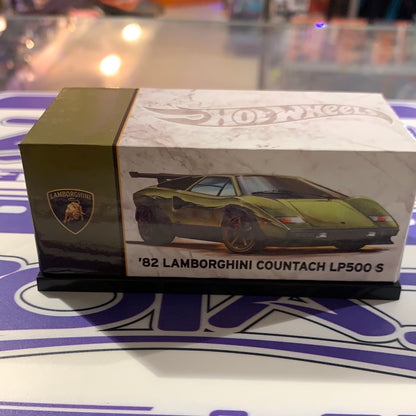 HOT WHEELS
LAMBORGHINI
'82 LAMBORGHINI COUNTACH LP500 S